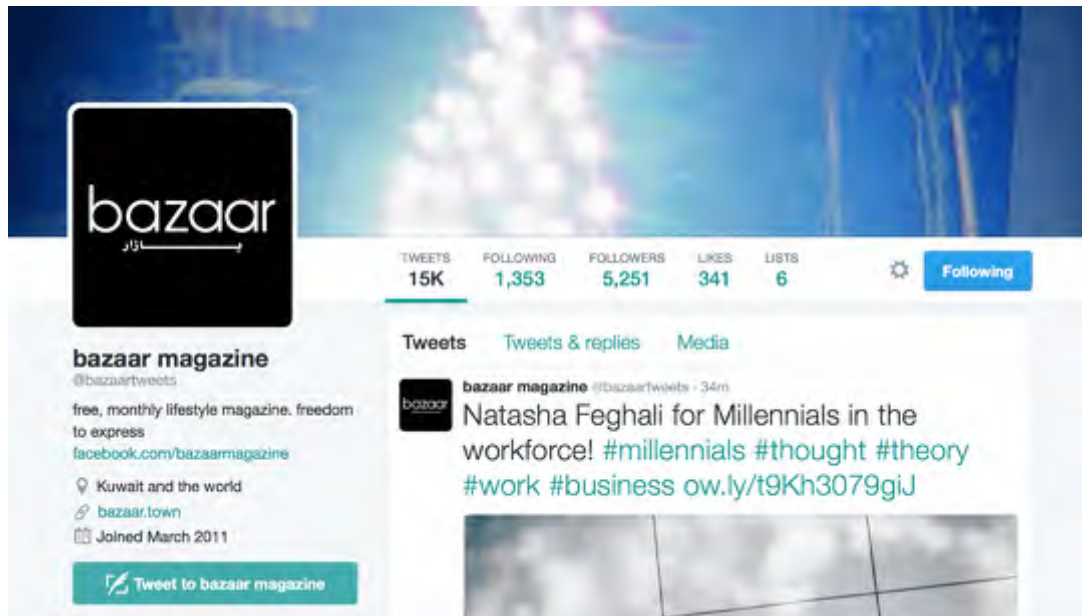 bazaar
بازار
TWEETS FOLLOWING FOLLOWERS LIKES LISTS
15K 1,353 5,251 341 6
Following
bazaar magazine
@bazaartweets
free, monthly lifestyle magazine. freedom
to express
facebook.com/bazaarmagazine
Kuwait and the world
bazaar.town
Joined March 2011
Tweet to bazaar magazine
Tweets Tweets & replies Media
bazaar
bazaar magazine @bazaartweets · 34m
Natasha Feghali for Millennials in the
workforce! #millennials #thought #theory
#work #business ow.ly/t9Kh3079giJ